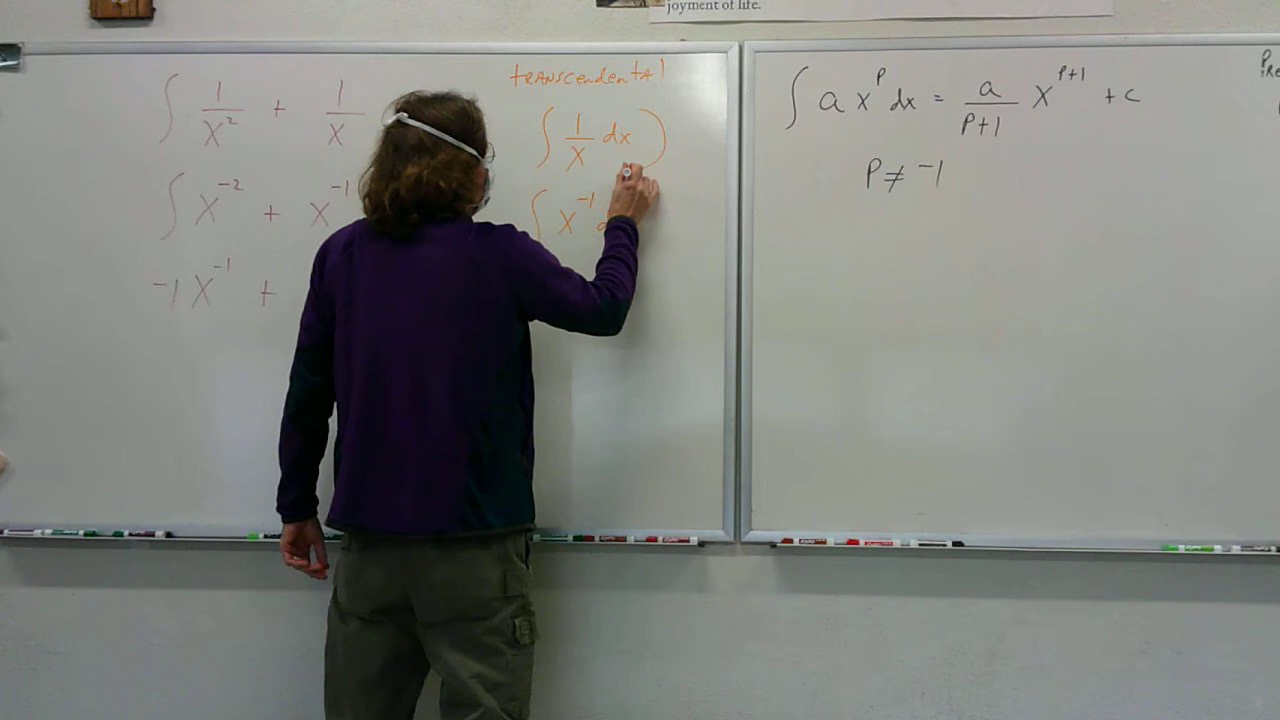 joyment of life.
∫ 1/x² + 1/x
∫ x⁻² + x⁻¹
-1 x⁻¹ +
transcendental
∫ 1/x dx )
∫ x⁻¹ d
∫ a x^p dx = a/(p+1) x^(p+1) + c
p ≠ -1